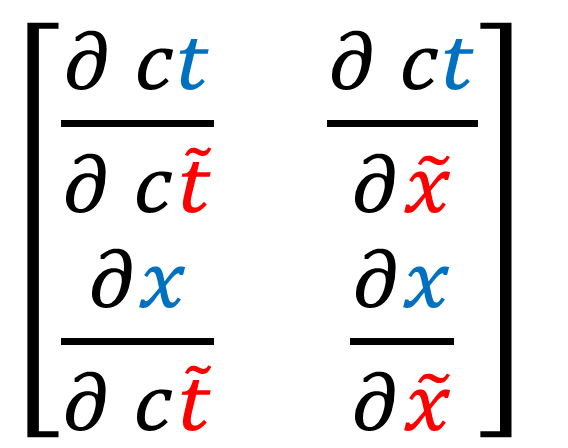 ∂ ct ∂ ct
∂ ct̃ ∂x̃
∂x ∂x
∂ ct̃ ∂x̃